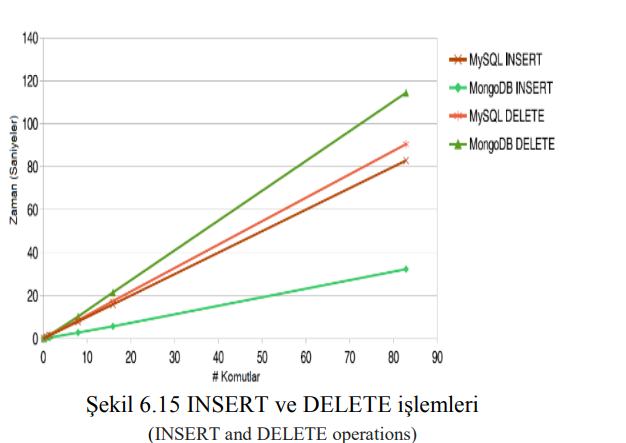 140
120
100
80
60
40
20
0
Zaman (Saniyeler)
0 10 20 30 40 50 60 70 80 90
# Komutlar
MySQL INSERT
MongoDB INSERT
MySQL DELETE
MongoDB DELETE
Şekil 6.15 INSERT ve DELETE işlemleri
(INSERT and DELETE operations)